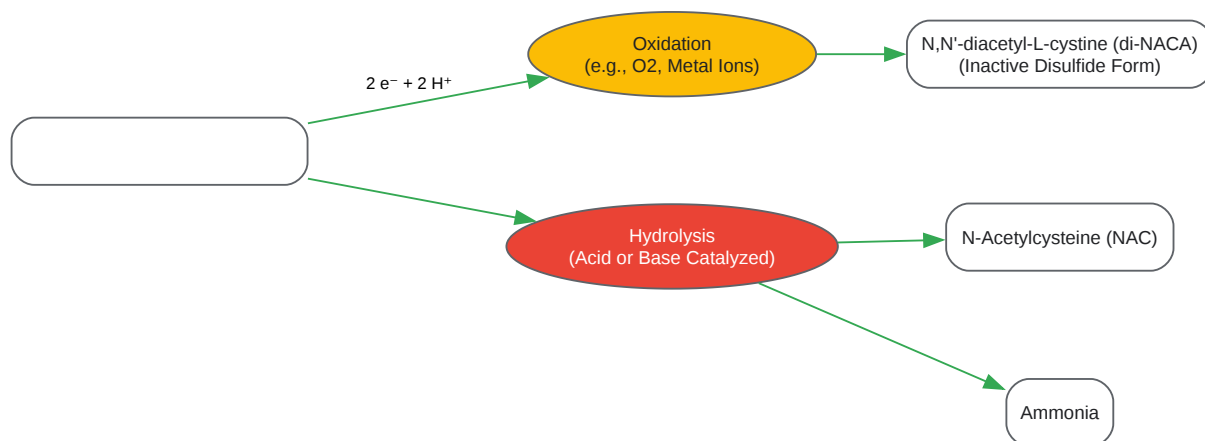 Oxidation
(e.g., O2, Metal Ions)
N,N'-diacetyl-L-cystine (di-NACA)
(Inactive Disulfide Form)
2 e⁻ + 2 H⁺
Hydrolysis
(Acid or Base Catalyzed)
N-Acetylcysteine (NAC)
Ammonia